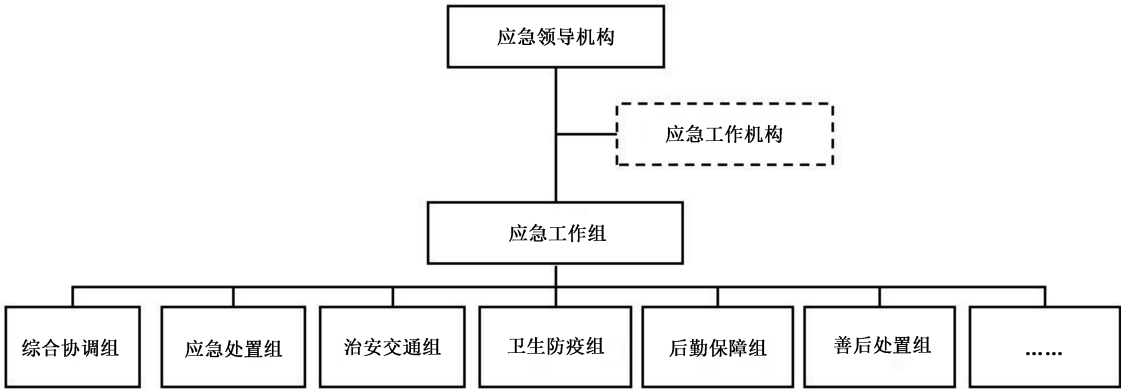 应急领导机构
应急工作机构
应急工作组
综合协调组
应急处置组
治安交通组
卫生防疫组
后勤保障组
善后处置组
……